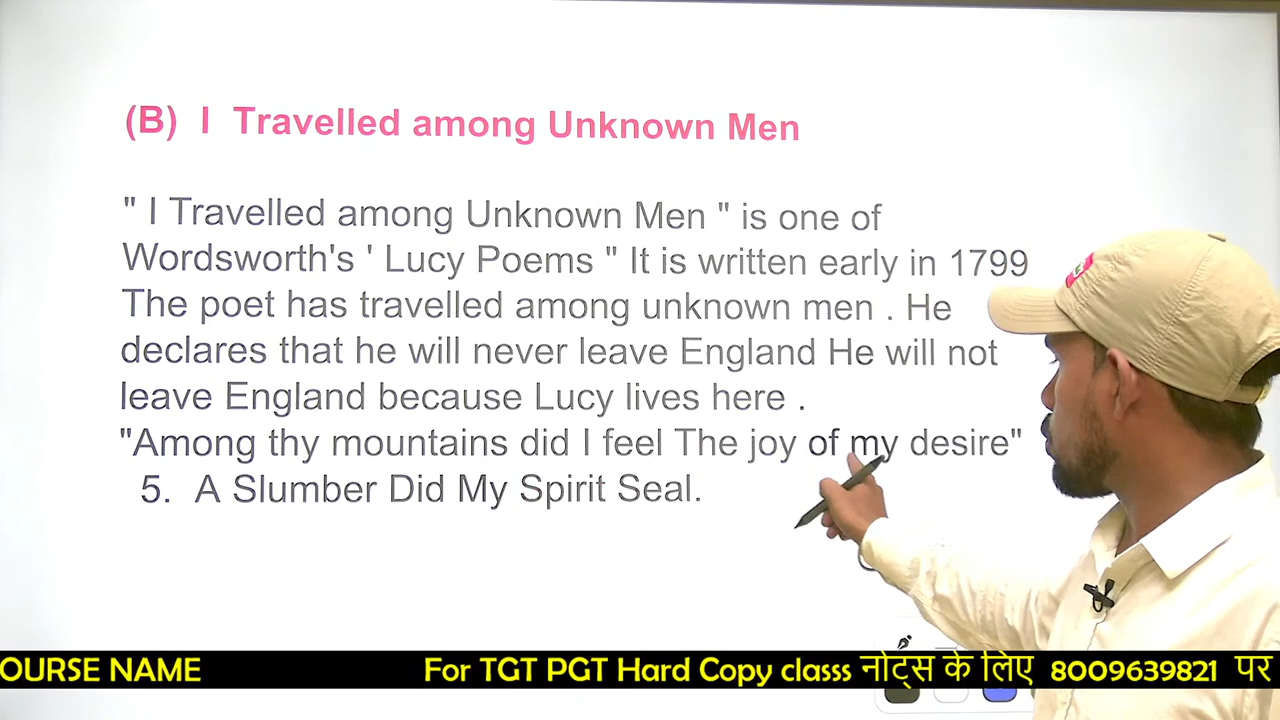 (B) I Travelled among Unknown Men
" I Travelled among Unknown Men " is one of
Wordsworth's ' Lucy Poems " It is written early in 1799
The poet has travelled among unknown men . He
declares that he will never leave England He will not
leave England because Lucy lives here .
"Among thy mountains did I feel The joy of my desire"
5. A Slumber Did My Spirit Seal.
OURSE NAME For TGT PGT Hard Copy classs नोट्स के लिए 8009639821 पर